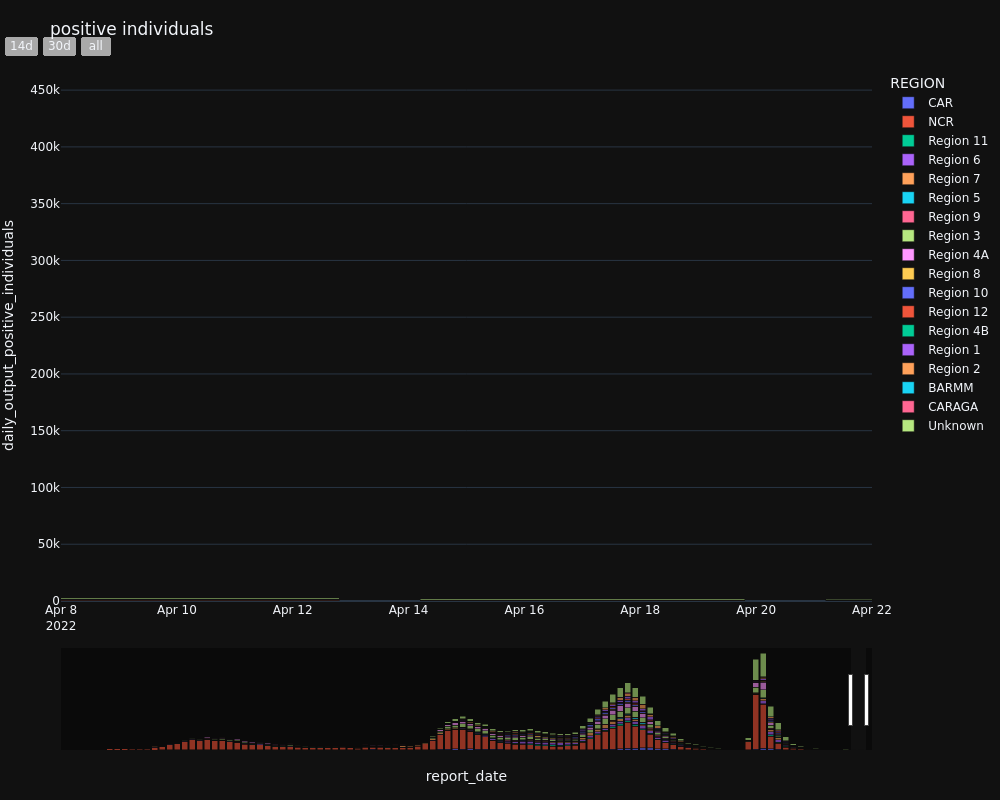 positive individuals
14d 30d all
450k
400k
350k
300k
250k
200k
150k
100k
50k
0
daily_output_positive_individuals
Apr 8 Apr 10 Apr 12 Apr 14 Apr 16 Apr 18 Apr 20 Apr 22
2022
report_date
REGION
CAR
NCR
Region 11
Region 6
Region 7
Region 5
Region 9
Region 3
Region 4A
Region 8
Region 10
Region 12
Region 4B
Region 1
Region 2
BARMM
CARAGA
Unknown